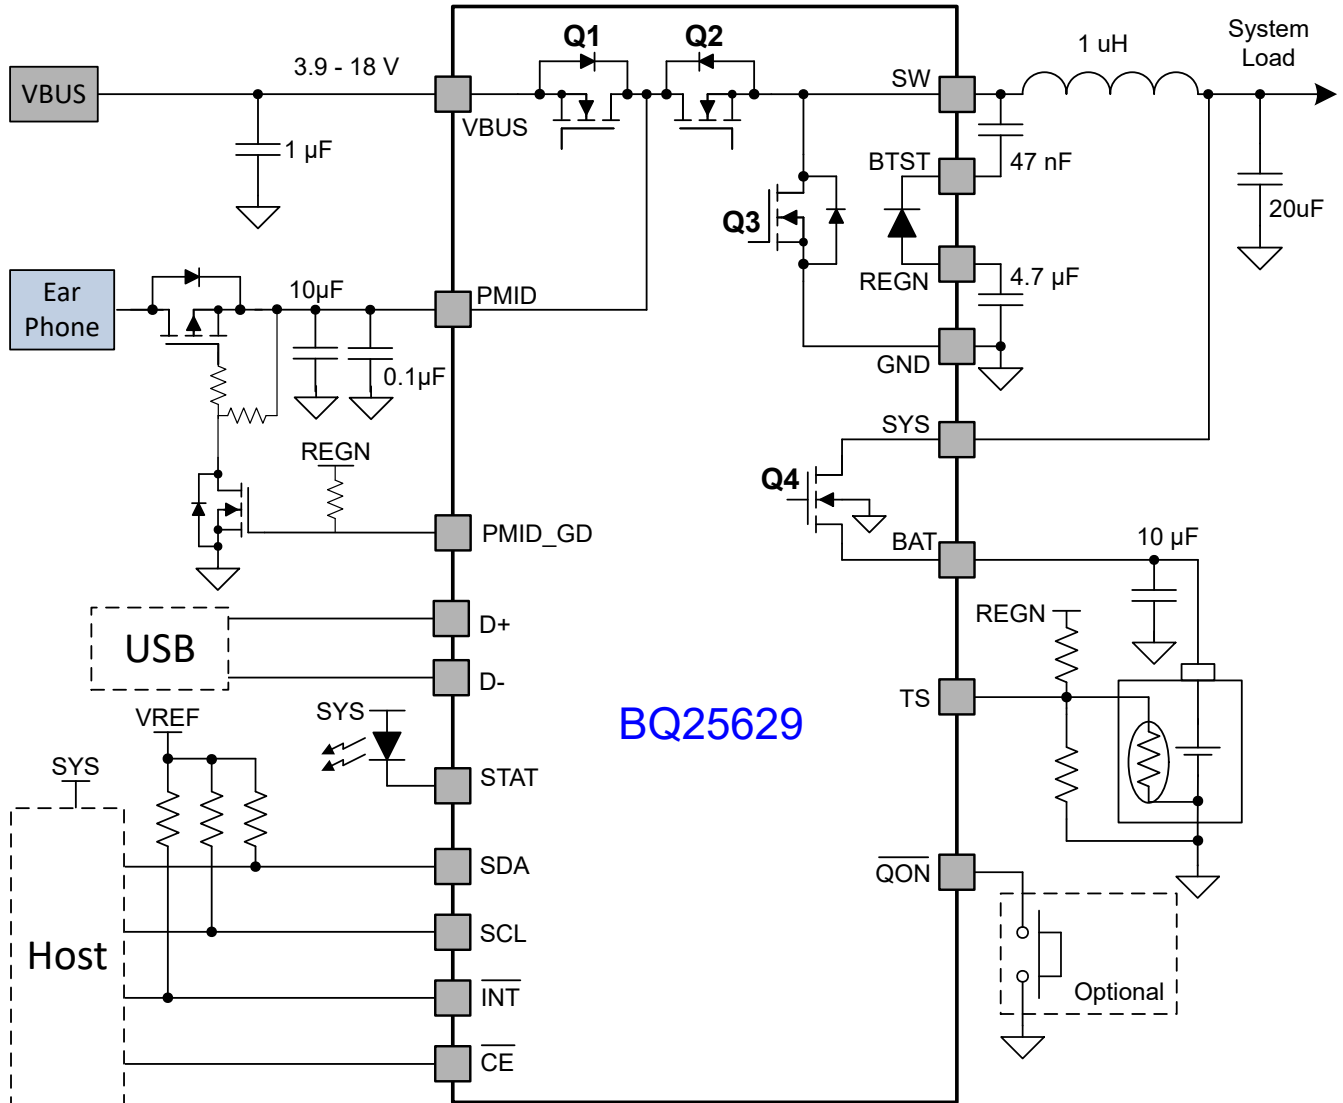 Q1
Q2
System
Load
1 uH
3.9 - 18 V
VBUS
SW
VBUS
1 µF
BTST
47 nF
Q3
20uF
REGN
4.7 µF
Ear
Phone
10µF
PMID
0.1µF
GND
SYS
REGN
Q4
PMID_GD
BAT
10 µF
USB
D+
D-
REGN
TS
VREF
SYS
BQ25629
SYS
STAT
SDA
QON
SCL
Host
INT
Optional
CE